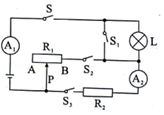 S
A₁ S₁ L
R₁
A B S₂ A₂
P
S₃ R₂